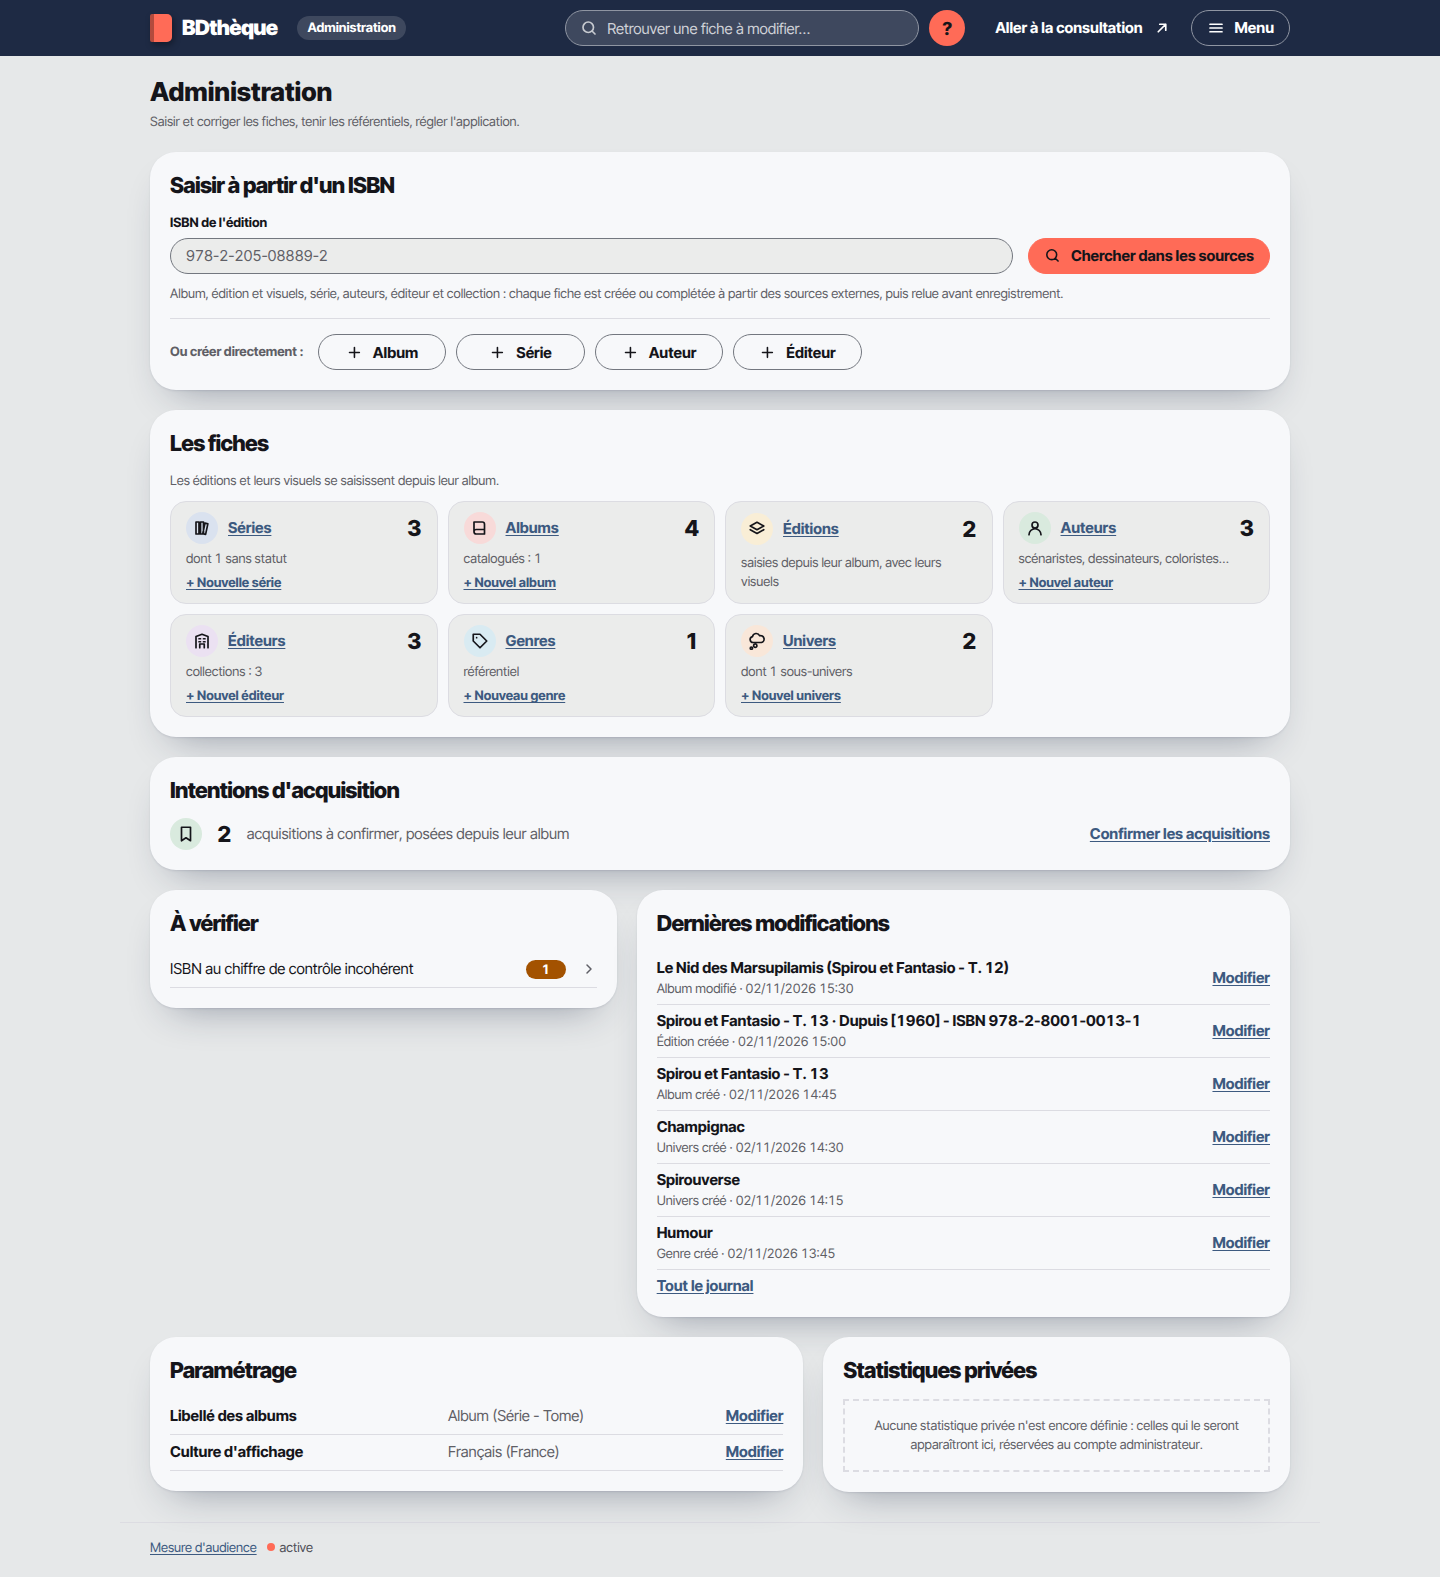 BDthèque
Administration
Retrouver une fiche à modifier...
?
Aller à la consultation
Menu
Administration
Saisir et corriger les fiches, tenir les référentiels, régler l'application.
Saisir à partir d'un ISBN
ISBN de l'édition
978-2-205-08889-2
Chercher dans les sources
Album, édition et visuels, série, auteurs, éditeur et collection : chaque fiche est créée ou complétée à partir des sources externes, puis relue avant enregistrement.
Ou créer directement :
Album
Série
Auteur
Éditeur
Les fiches
Les éditions et leurs visuels se saisissent depuis leur album.
Séries 3
dont 1 sans statut
+ Nouvelle série
Albums 4
catalogués : 1
+ Nouvel album
Éditions 2
saisies depuis leur album, avec leurs
visuels
Auteurs 3
scénaristes, dessinateurs, coloristes...
+ Nouvel auteur
Éditeurs 3
collections : 3
+ Nouvel éditeur
Genres 1
référentiel
+ Nouveau genre
Univers 2
dont 1 sous-univers
+ Nouvel univers
Intentions d'acquisition
2 acquisitions à confirmer, posées depuis leur album
Confirmer les acquisitions
À vérifier
ISBN au chiffre de contrôle incohérent 1
Dernières modifications
Le Nid des Marsupilamis (Spirou et Fantasio - T. 12)
Album modifié · 02/11/2026 15:30
Modifier
Spirou et Fantasio - T. 13 · Dupuis [1960] - ISBN 978-2-8001-0013-1
Édition créée · 02/11/2026 15:00
Modifier
Spirou et Fantasio - T. 13
Album créé · 02/11/2026 14:45
Modifier
Champignac
Univers créé · 02/11/2026 14:30
Modifier
Spirouverse
Univers créé · 02/11/2026 14:15
Modifier
Humour
Genre créé · 02/11/2026 13:45
Modifier
Tout le journal
Paramétrage
Libellé des albums Album (Série - Tome) Modifier
Culture d'affichage Français (France) Modifier
Statistiques privées
Aucune statistique privée n'est encore définie : celles qui le seront
apparaîtront ici, réservées au compte administrateur.
Mesure d'audience active